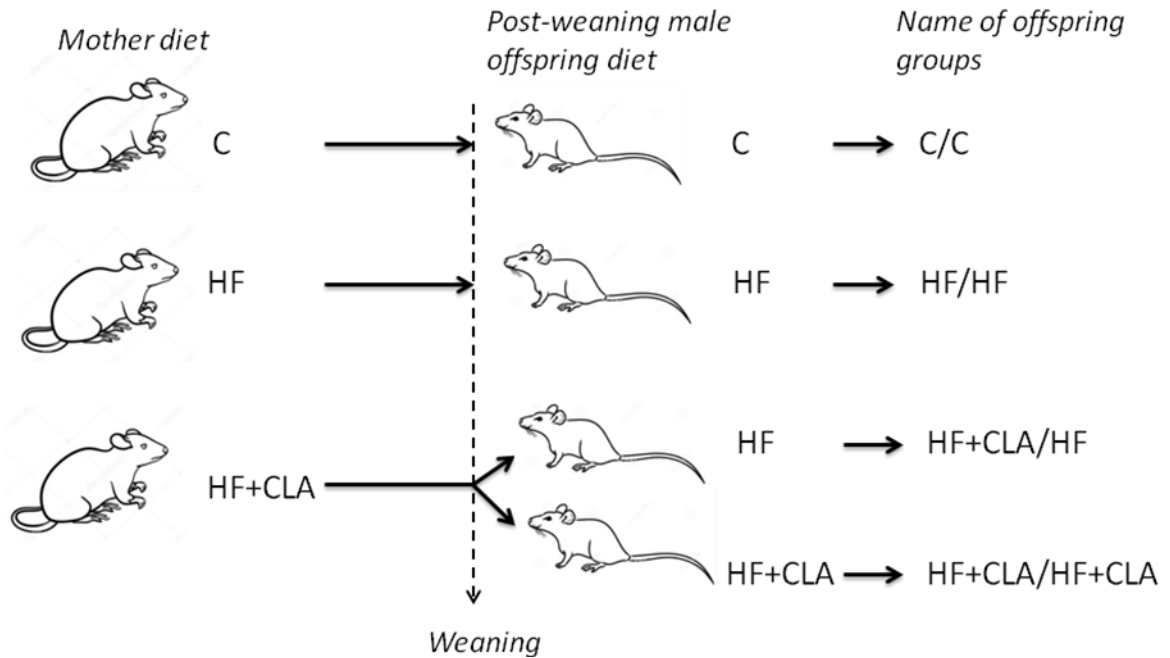 Mother diet
Post-weaning male
offspring diet
Name of offspring
groups
C
C
C/C
HF
HF
HF/HF
HF+CLA
HF
HF+CLA/HF
HF+CLA
HF+CLA/HF+CLA
Weaning